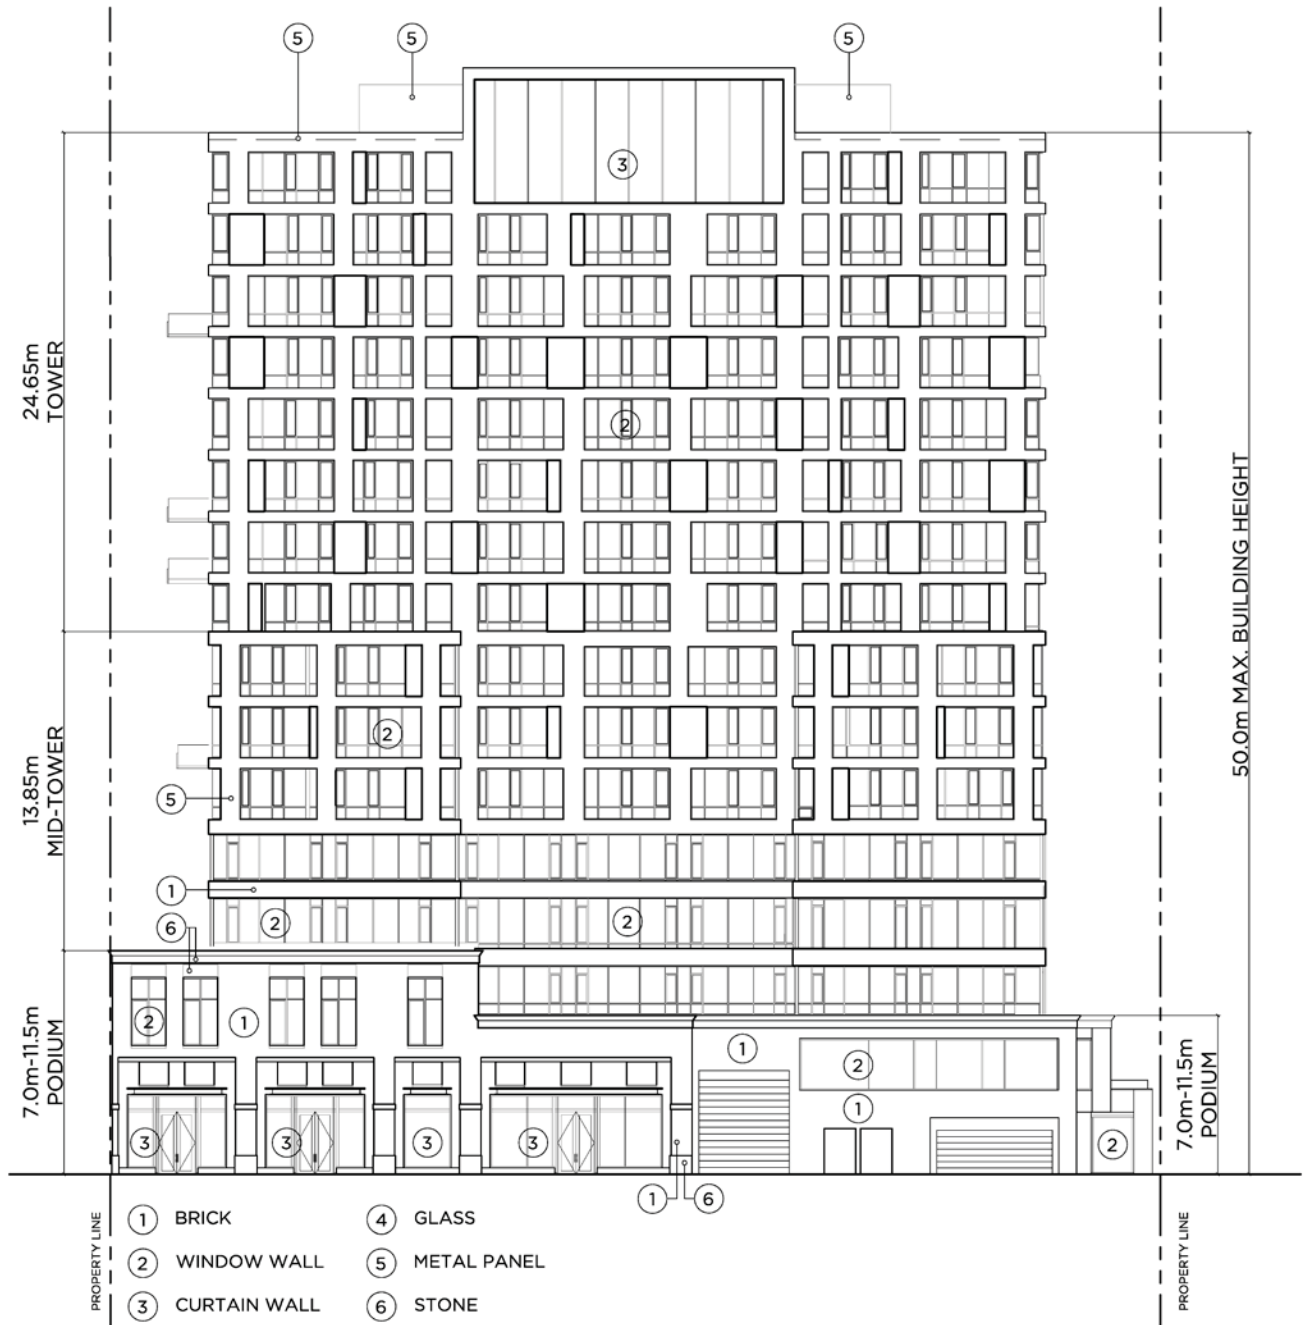 5 5 5
3
24.65m
TOWER
2
50.0m MAX. BUILDING HEIGHT
2
13.85m
MID-TOWER
5
1
2 2
6
7.0m-11.5m
PODIUM
2 1
1
2
1
7.0m-11.5m
PODIUM
3 3 3 3
2
1 6
PROPERTY LINE
1 BRICK
2 WINDOW WALL
3 CURTAIN WALL
4 GLASS
5 METAL PANEL
6 STONE
PROPERTY LINE